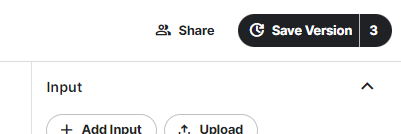 Share
Save Version 3
Input
+ Add Input
Upload